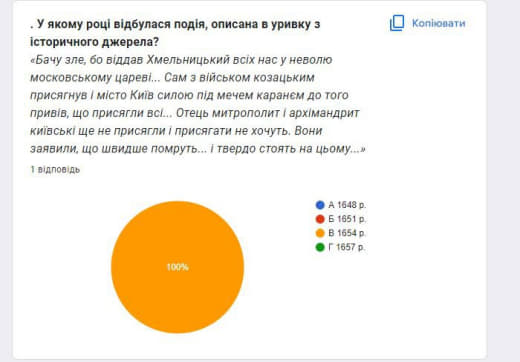 . У якому році відбулася подія, описана в уривку з
історичного джерела?
Копіювати
«Бачу зле, бо віддав Хмельницький всіх нас у неволю
московському цареві... Сам з військом козацьким
присягнув і місто Київ силою під мечем каранєм до того
привів, що присягли всі... Отець митрополит і архімандрит
київські ще не присягли і присягати не хочуть. Вони
заявили, що швидше помруть... і твердо стоять на цьому...»
1 відповідь
100%
А 1648 р.
Б 1651 р.
В 1654 р.
Г 1657 р.